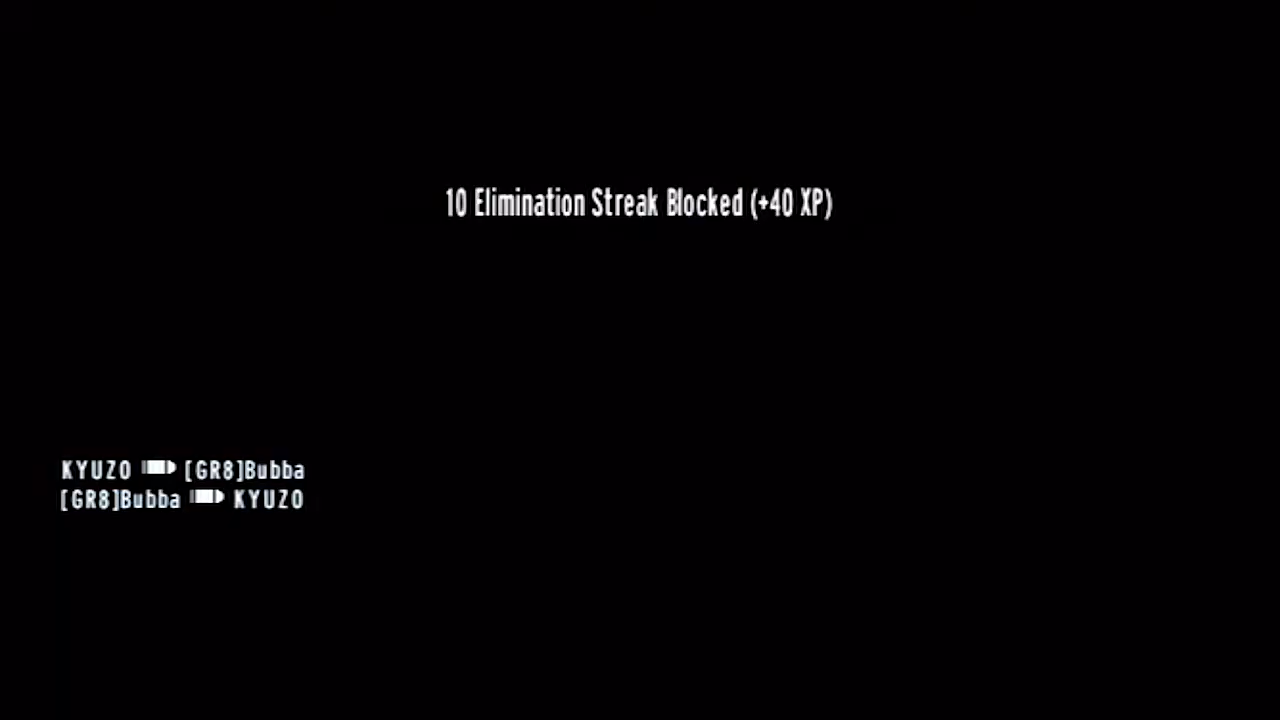 10 Elimination Streak Blocked (+40 XP)
KYUZO [GR8]Bubba
[GR8]Bubba KYUZO